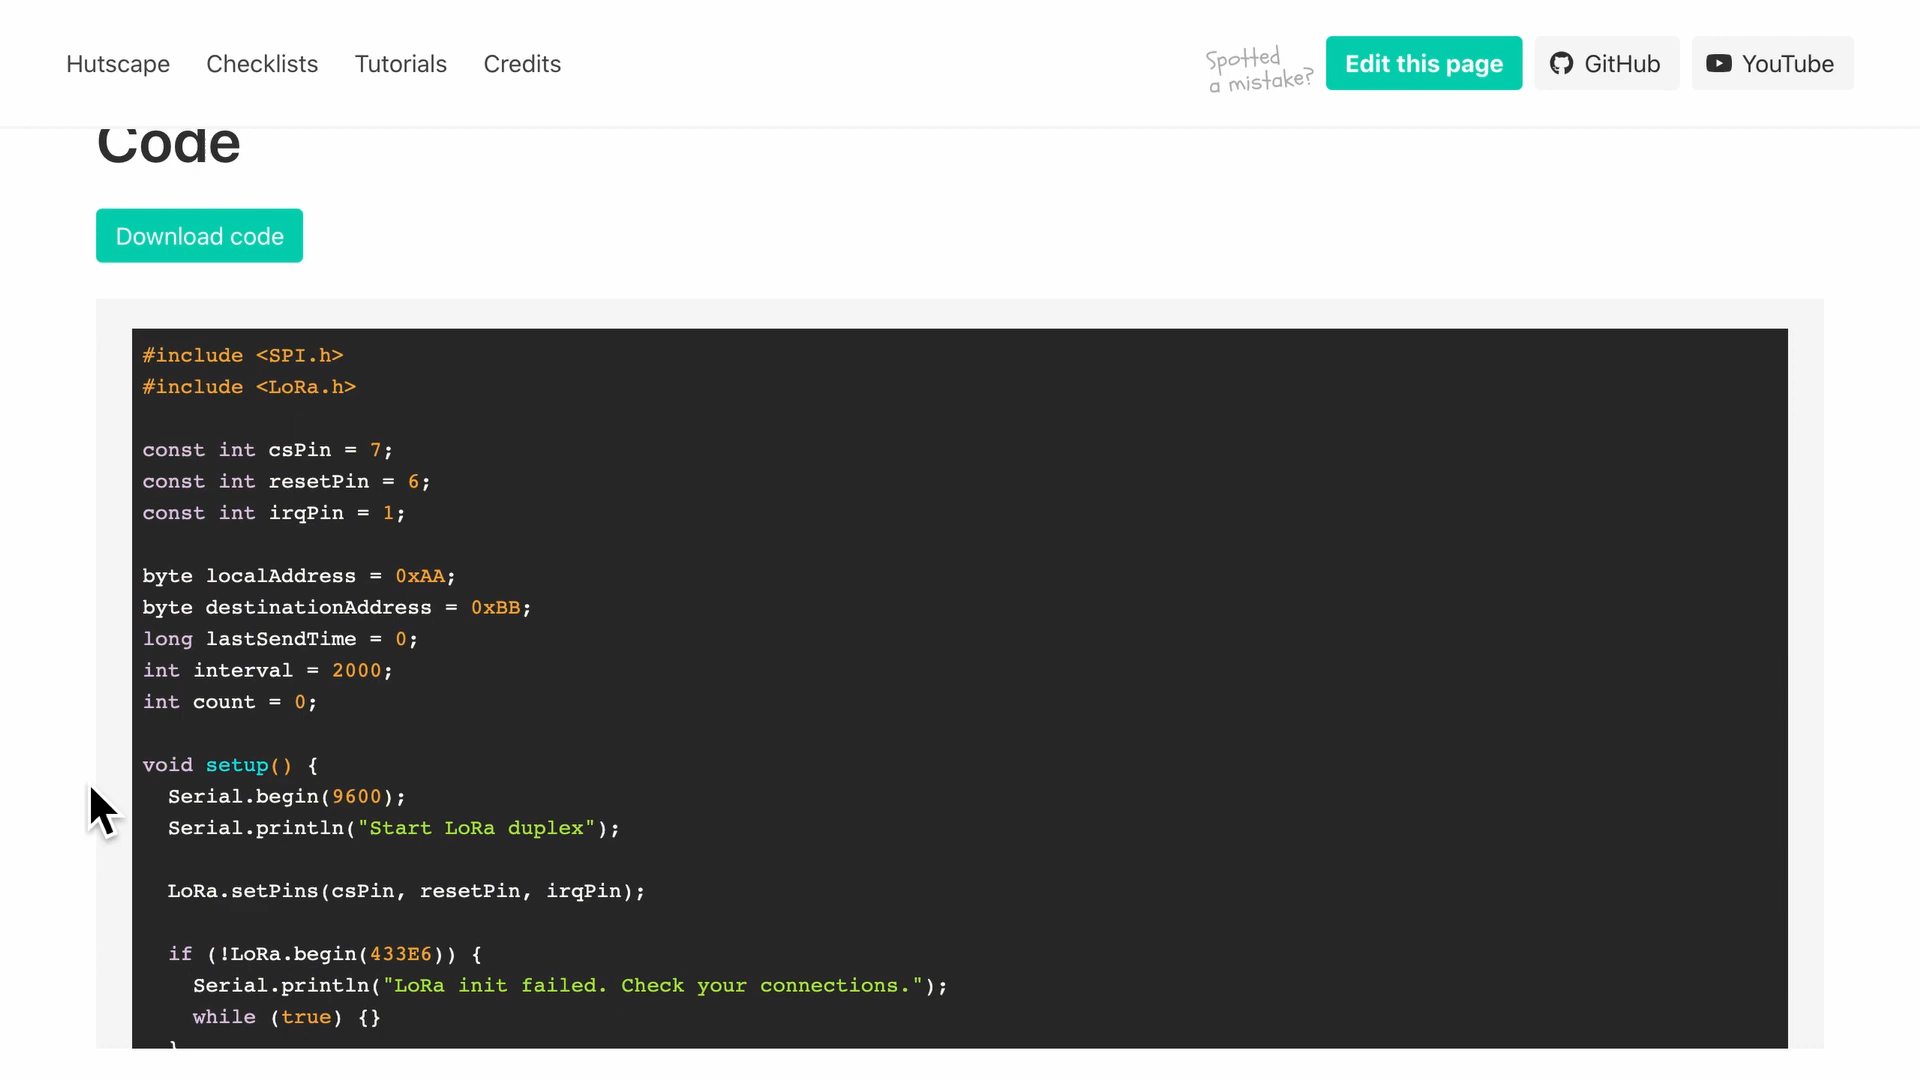 Hutscape Checklists Tutorials Credits
Spotted
a mistake?
Edit this page
GitHub
YouTube
Code
Download code
#include <SPI.h>
#include <LoRa.h>
const int csPin = 7;
const int resetPin = 6;
const int irqPin = 1;
byte localAddress = 0xAA;
byte destinationAddress = 0xBB;
long lastSendTime = 0;
int interval = 2000;
int count = 0;
void setup() {
  Serial.begin(9600);
  Serial.println("Start LoRa duplex");
  LoRa.setPins(csPin, resetPin, irqPin);
  if (!LoRa.begin(433E6)) {
    Serial.println("LoRa init failed. Check your connections.");
    while (true) {}
  }